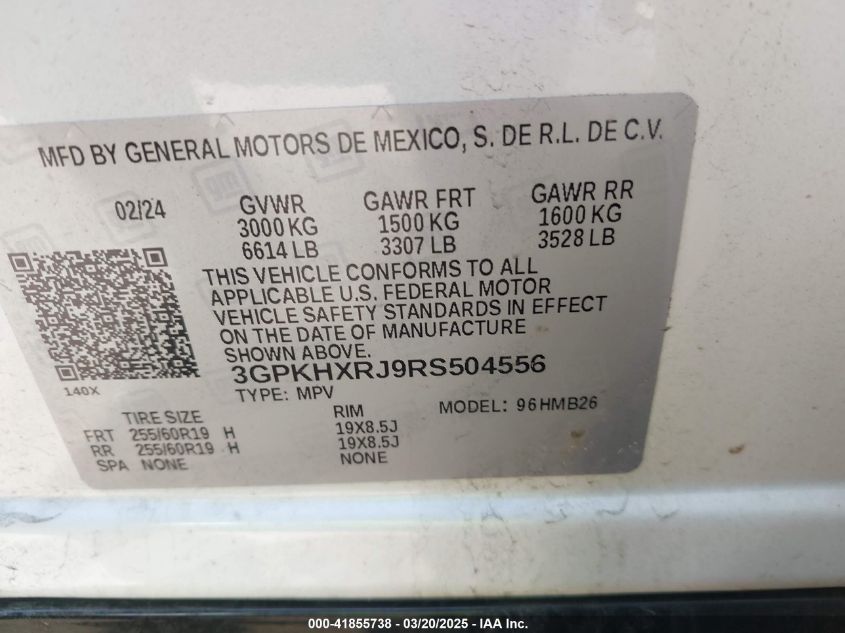 MFD BY GENERAL MOTORS DE MEXICO, S. DE R.L. DE C.V.
02/24 GVWR GAWR FRT GAWR RR
3000 KG 1500 KG 1600 KG
6614 LB 3307 LB 3528 LB
THIS VEHICLE CONFORMS TO ALL
APPLICABLE U.S. FEDERAL MOTOR
VEHICLE SAFETY STANDARDS IN EFFECT
ON THE DATE OF MANUFACTURE
SHOWN ABOVE.
3GPKHXRJ9RS504556
140X
TYPE: MPV MODEL: 96HMB26
TIRE SIZE RIM
FRT 255/60R19 H 19X8.5J
RR 255/60R19 H 19X8.5J
SPA NONE NONE
000-41855738 - 03/20/2025 - IAA Inc.